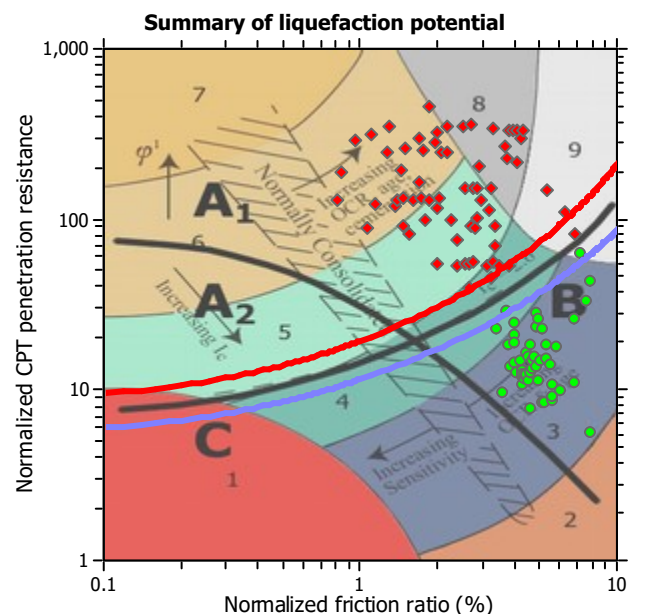 Summary of liquefaction potential
Normalized CPT penetration resistance
1,000
100
10
1
7
8
9
φ'
A1
Increasing
OCR, age,
cementation
Normally Consolidated
6
A2
Increasing Ic
5
B
4
C
3
Increasing
Sensitivity
1
2
0.1
1
10
Normalized friction ratio (%)